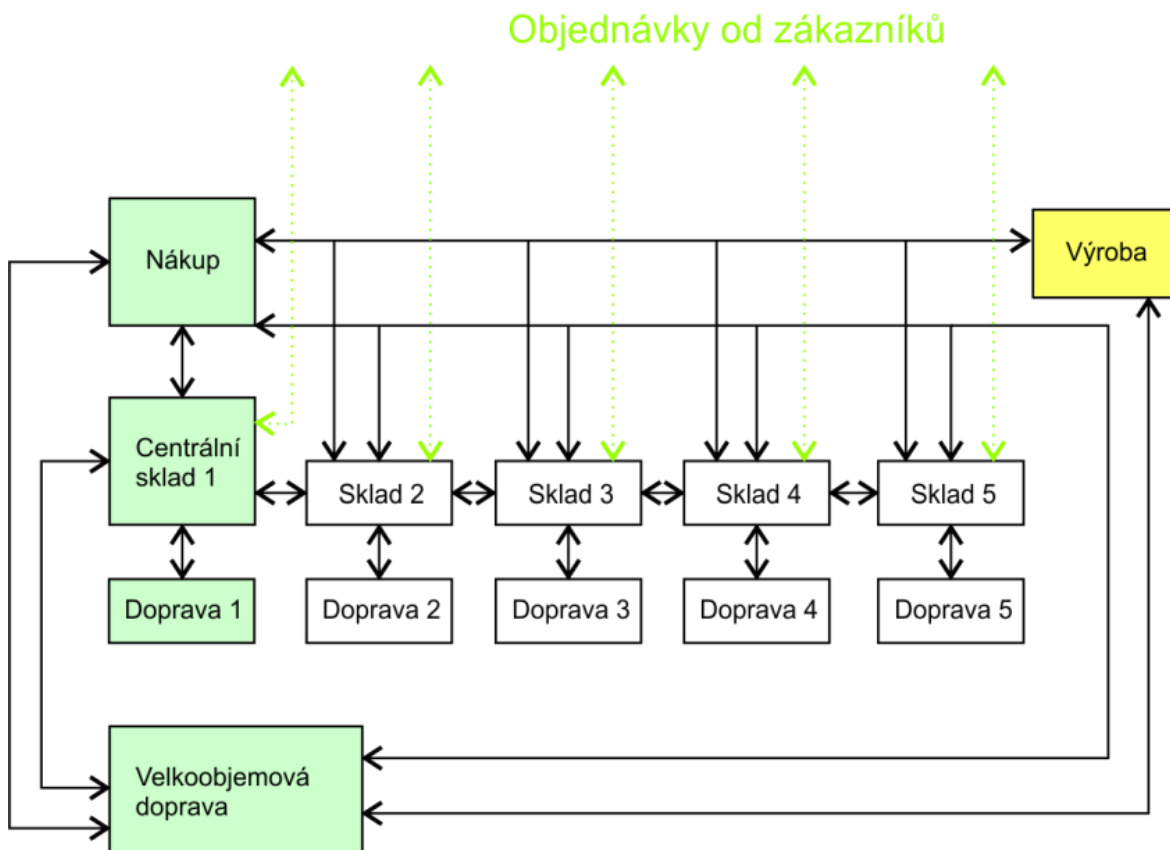 Objednávky od zákazníků
Nákup
Výroba
Centrální
sklad 1
Sklad 2
Sklad 3
Sklad 4
Sklad 5
Doprava 1
Doprava 2
Doprava 3
Doprava 4
Doprava 5
Velkoobjemová
doprava